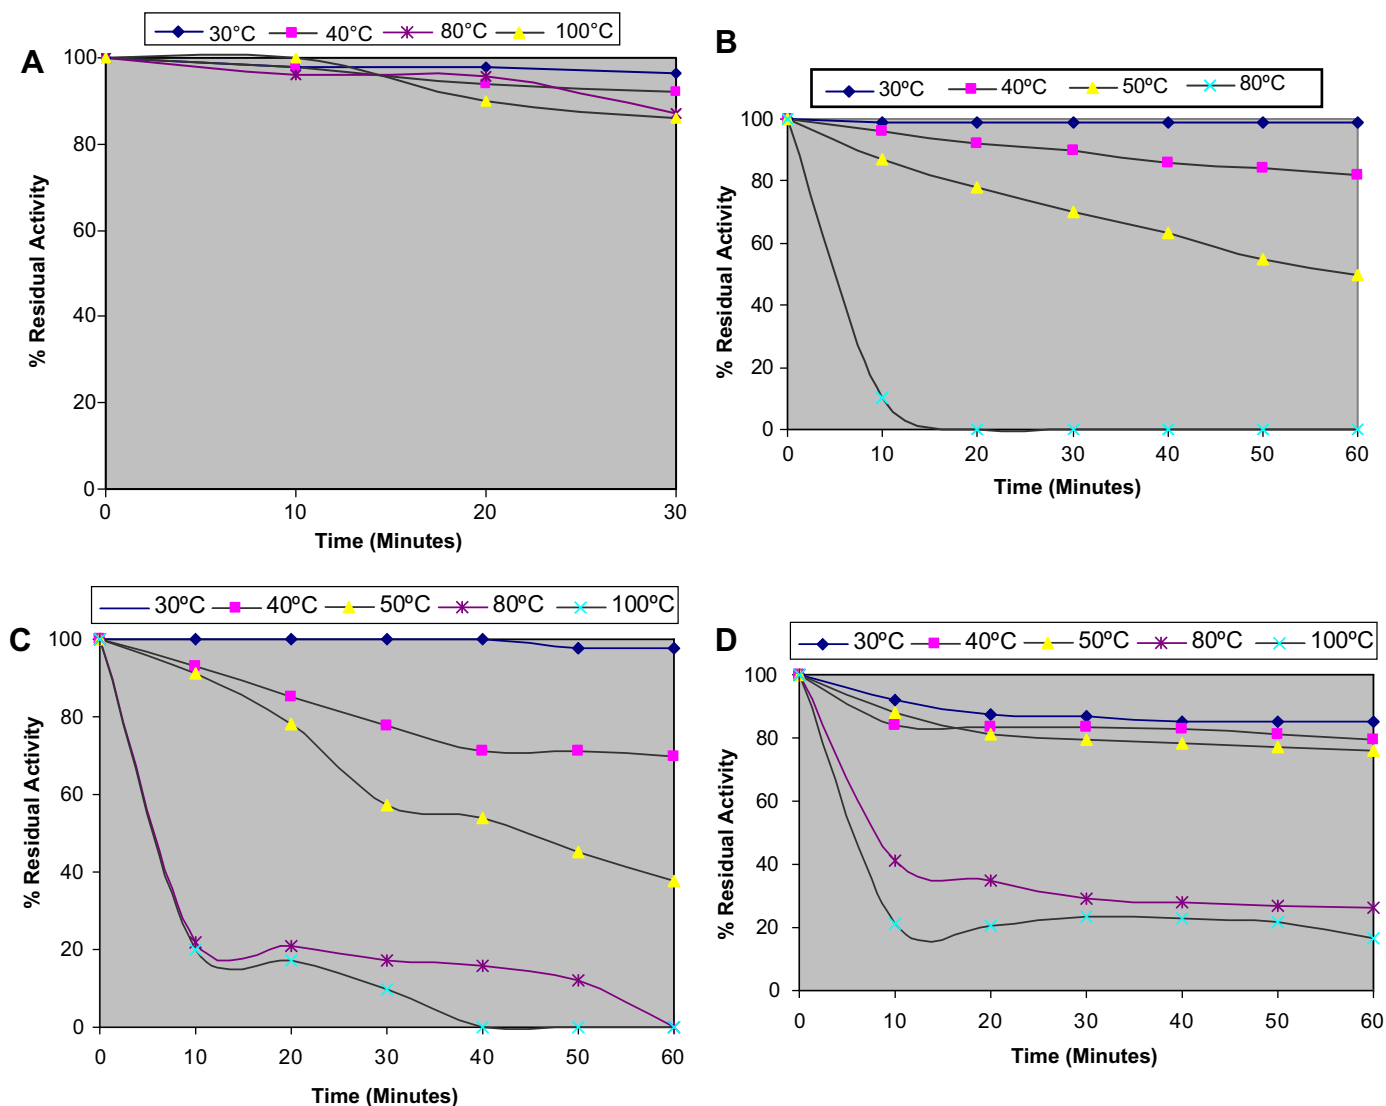 A
30°C 40°C 80°C 100°C
100
80
60
40
20
0
0 10 20 30
% Residual Activity
Time (Minutes)
B
30ºC 40ºC 50ºC 80ºC
100
80
60
40
20
0
0 10 20 30 40 50 60
% Residual Activity
Time (Minutes)
C
30ºC 40ºC 50ºC 80ºC 100ºC
100
80
60
40
20
0
0 10 20 30 40 50 60
% Residual Activity
Time (Minutes)
D
30ºC 40ºC 50ºC 80ºC 100ºC
100
80
60
40
20
0
0 10 20 30 40 50 60
% Residual Activity
Time (Minutes)